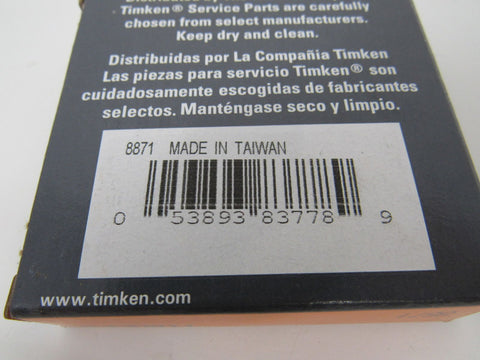 Timken® Service Parts are carefully
chosen from select manufacturers.
Keep dry and clean.
Distribuidas por La Compañia Timken
Las piezas para servicio Timken® son
cuidadosamente escogidas de fabricantes
selectos. Manténgase seco y limpio.
8871 MADE IN TAIWAN
0 53893 83778 9
www.timken.com